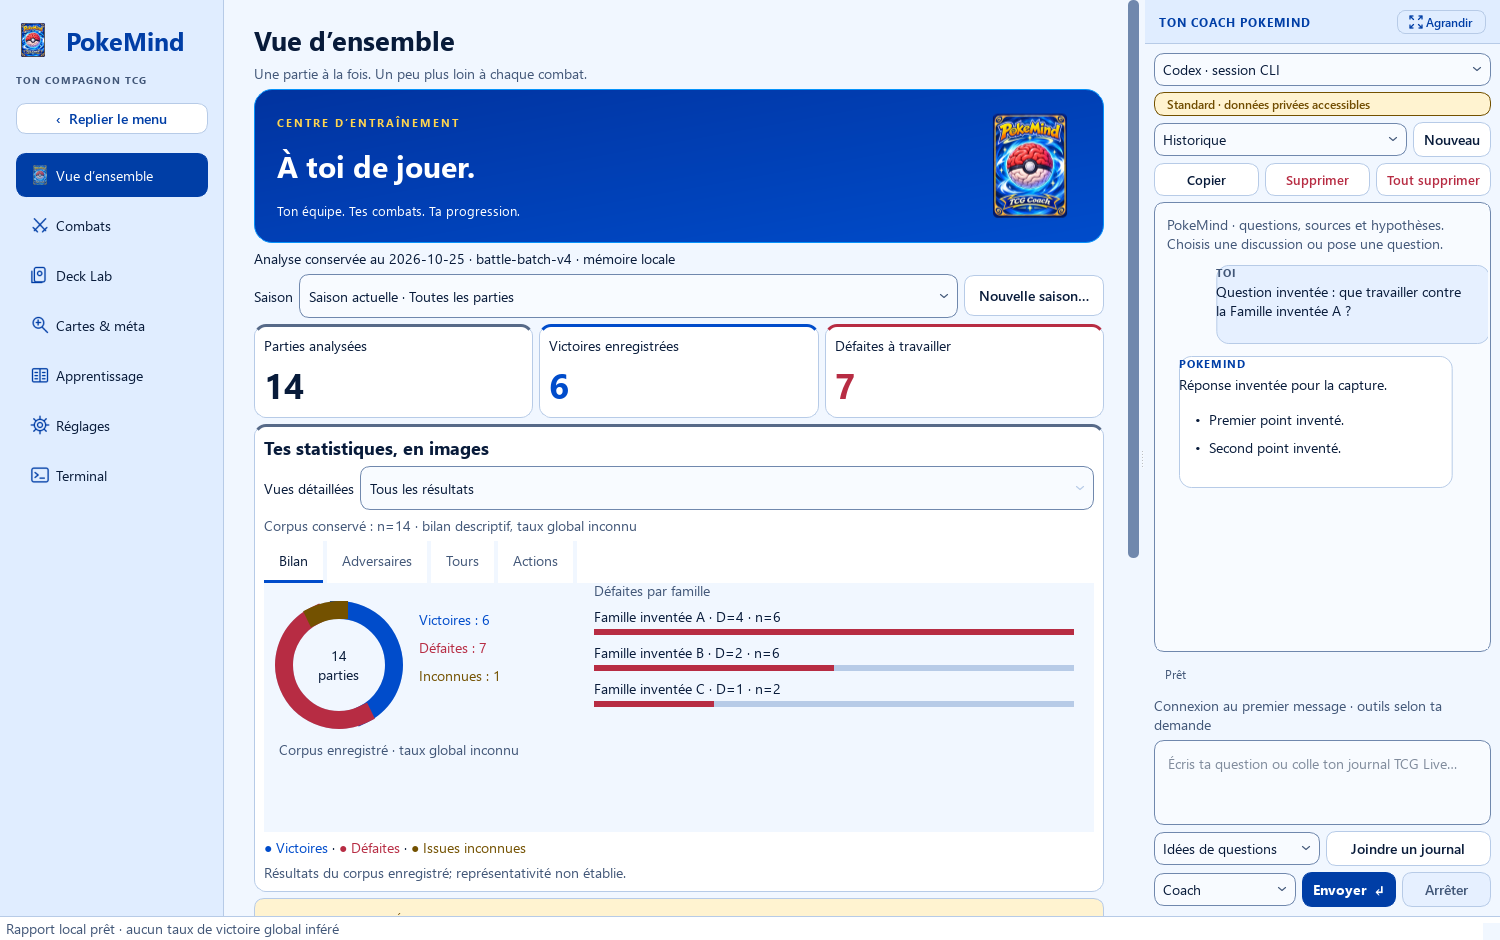 PokeMind
TON COMPAGNON TCG
‹ Replier le menu
Vue d’ensemble
Combats
Deck Lab
Cartes & méta
Apprentissage
Réglages
Terminal
Vue d’ensemble
Une partie à la fois. Un peu plus loin à chaque combat.
CENTRE D’ENTRAÎNEMENT
À toi de jouer.
Ton équipe. Tes combats. Ta progression.
PokeMind
TCG Coach
Analyse conservée au 2026-10-25 · battle-batch-v4 · mémoire locale
Saison
Saison actuelle · Toutes les parties
Nouvelle saison…
Parties analysées
14
Victoires enregistrées
6
Défaites à travailler
7
Tes statistiques, en images
Vues détaillées
Tous les résultats
Corpus conservé : n=14 · bilan descriptif, taux global inconnu
Bilan
Adversaires
Tours
Actions
14
parties
Victoires : 6
Défaites : 7
Inconnues : 1
Corpus enregistré · taux global inconnu
Défaites par famille
Famille inventée A · D=4 · n=6
Famille inventée B · D=2 · n=6
Famille inventée C · D=1 · n=2
● Victoires · ● Défaites · ● Issues inconnues
Résultats du corpus enregistré; représentativité non établie.
TON COACH POKEMIND
Agrandir
Codex · session CLI
Standard · données privées accessibles
Historique
Nouveau
Copier
Supprimer
Tout supprimer
PokeMind · questions, sources et hypothèses.
Choisis une discussion ou pose une question.
TOI
Question inventée : que travailler contre
la Famille inventée A ?
POKEMIND
Réponse inventée pour la capture.
• Premier point inventé.
• Second point inventé.
Prêt
Connexion au premier message · outils selon ta
demande
Écris ta question ou colle ton journal TCG Live…
Idées de questions
Joindre un journal
Coach
Envoyer ↲
Arrêter
Rapport local prêt · aucun taux de victoire global inféré